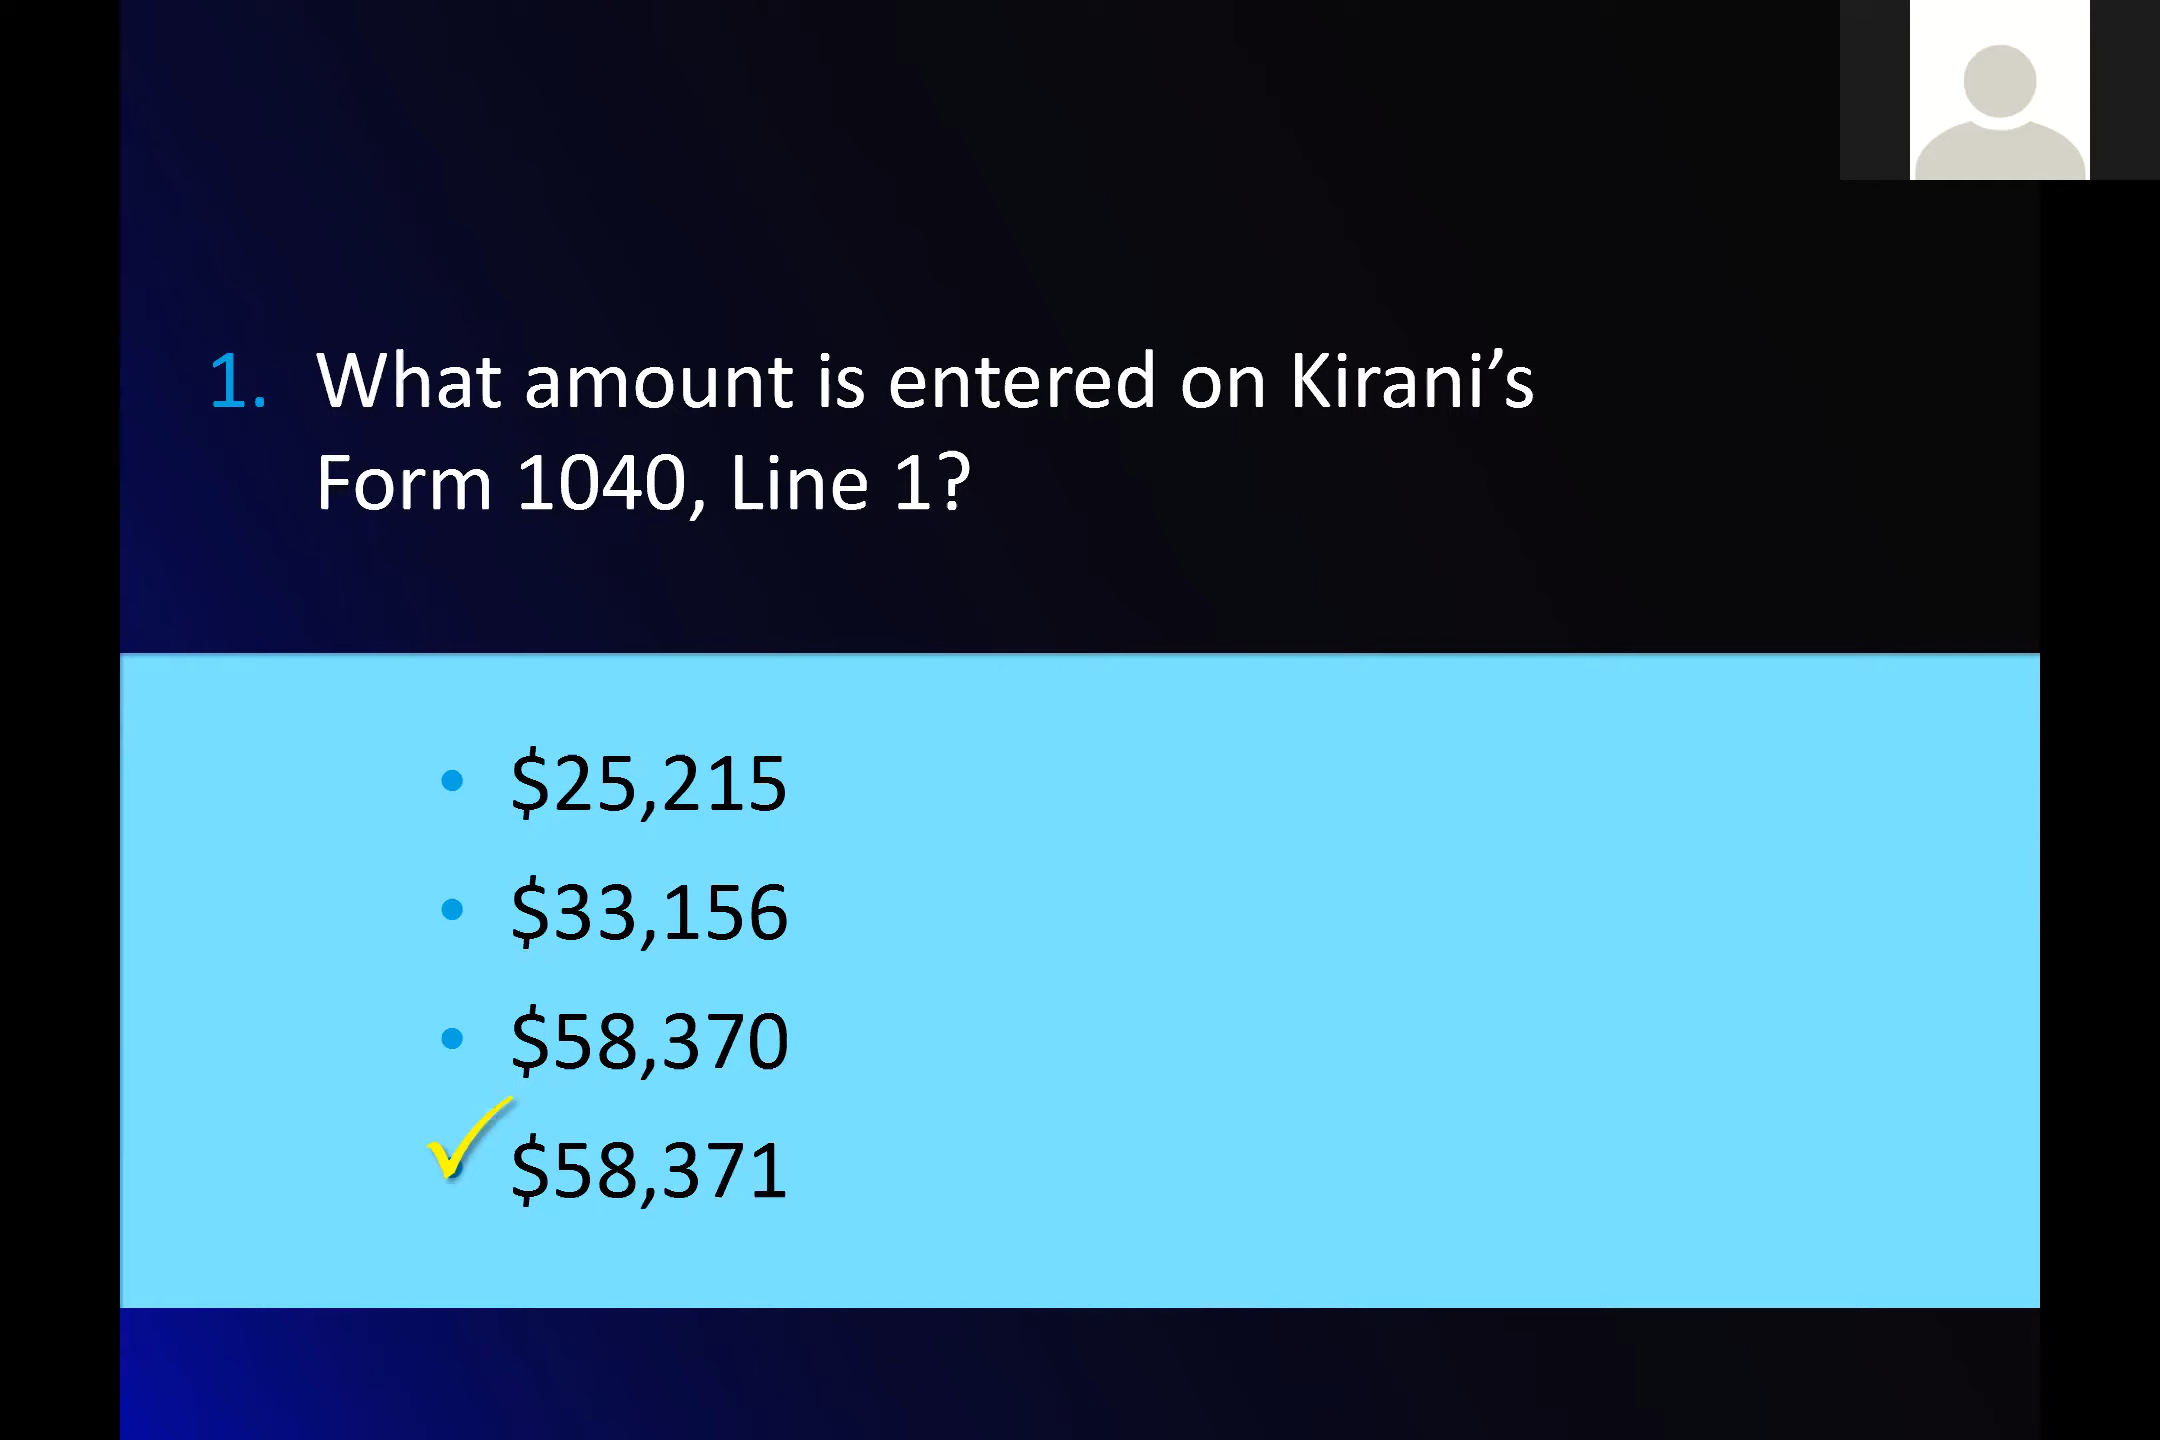 1. What amount is entered on Kirani’s
Form 1040, Line 1?
• $25,215
• $33,156
• $58,370
✓ $58,371